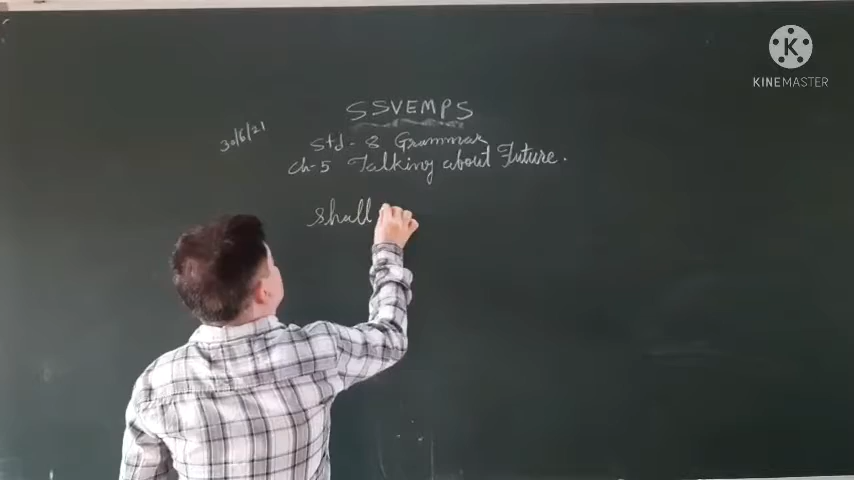 SSVEMPS
30/6/21
Std - 8 Grammar
Ch-5 Talking about Future.
shall
K
KINEMASTER